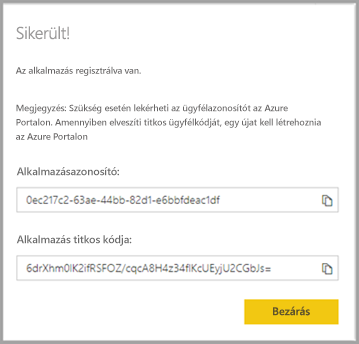 Sikerült!
Az alkalmazás regisztrálva van.
Megjegyzés: Szükség esetén lekérheti az ügyfélazonosítót az Azure
Portalon. Amennyiben elveszíti titkos ügyfélkódját, egy újat kell létrehoznia
az Azure Portalon
Alkalmazásazonosító:
0ec217c2-63ae-44bb-82d1-e6bbfdeac1df
Alkalmazás titkos kódja:
6drXhm0lK2ifRSFOZ/cqcA8H4z34flKcUEyjU2CGbJs=
Bezárás